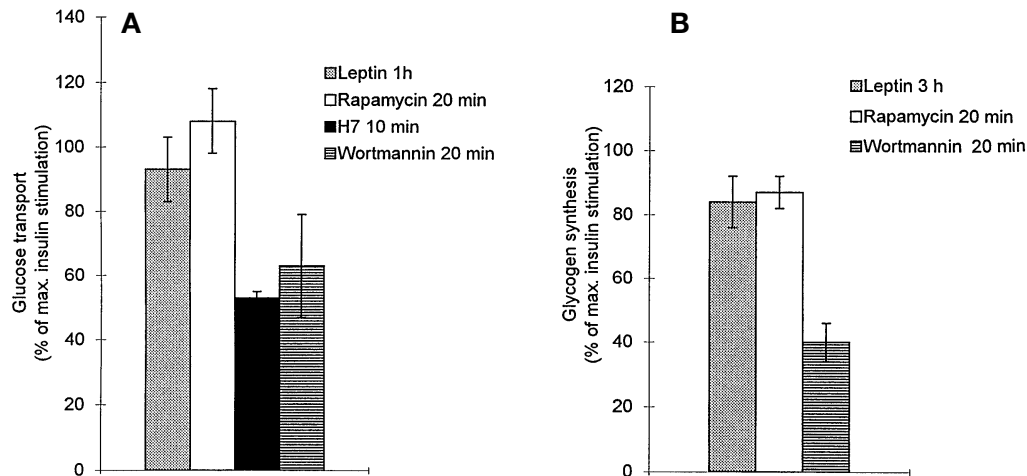 A
Glucose transport
(% of max. insulin stimulation)
140
120
100
80
60
40
20
0
Leptin 1h
Rapamycin 20 min
H7 10 min
Wortmannin 20 min
B
Glycogen synthesis
(% of max. insulin stimulation)
120
100
80
60
40
20
0
Leptin 3 h
Rapamycin 20 min
Wortmannin 20 min